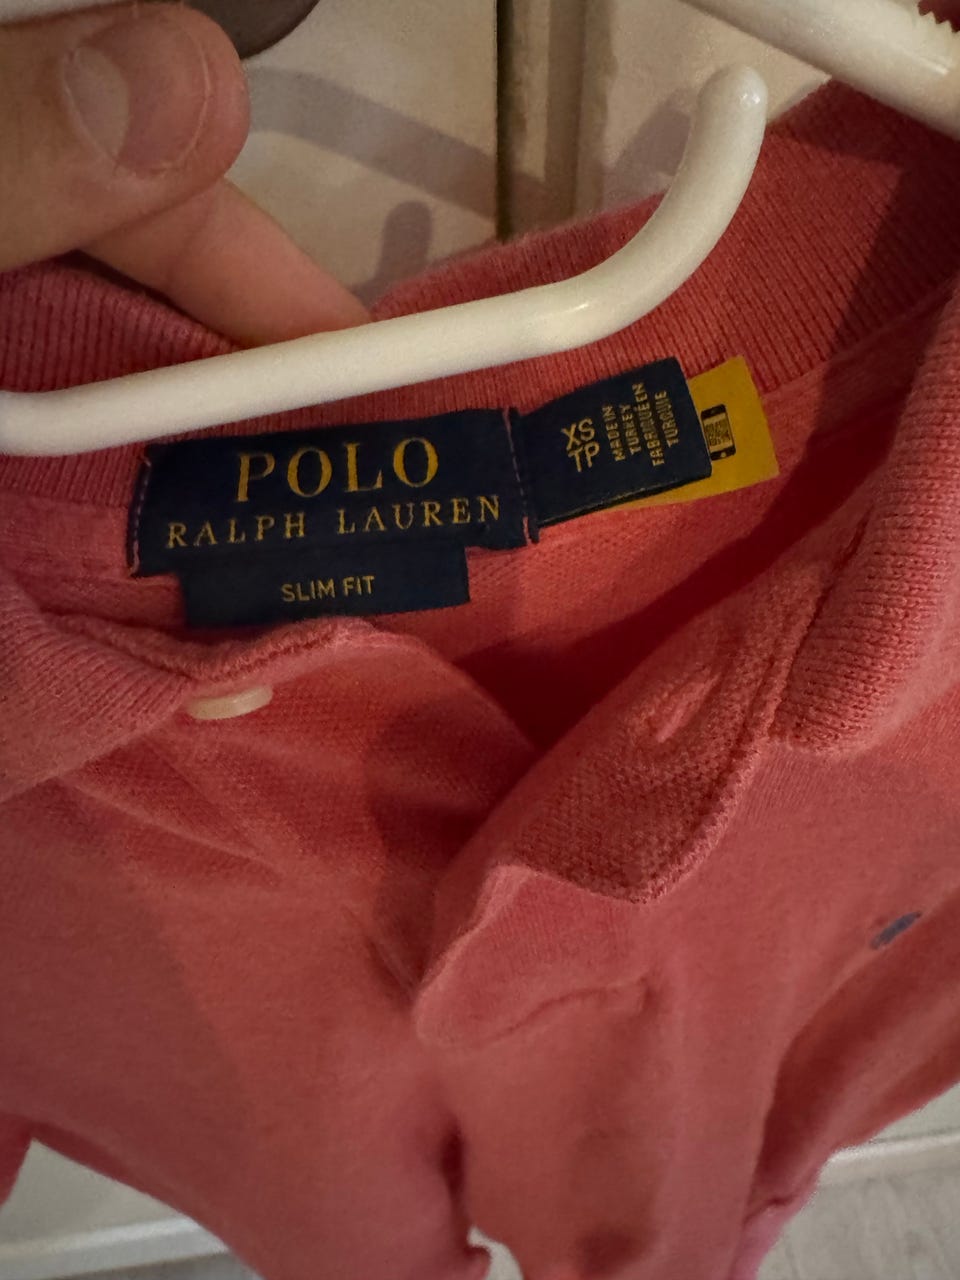 POLO
RALPH LAUREN
SLIM FIT
XS
TP
MADE IN
TURKEY
FABRIQUÉ EN
TURQUIE